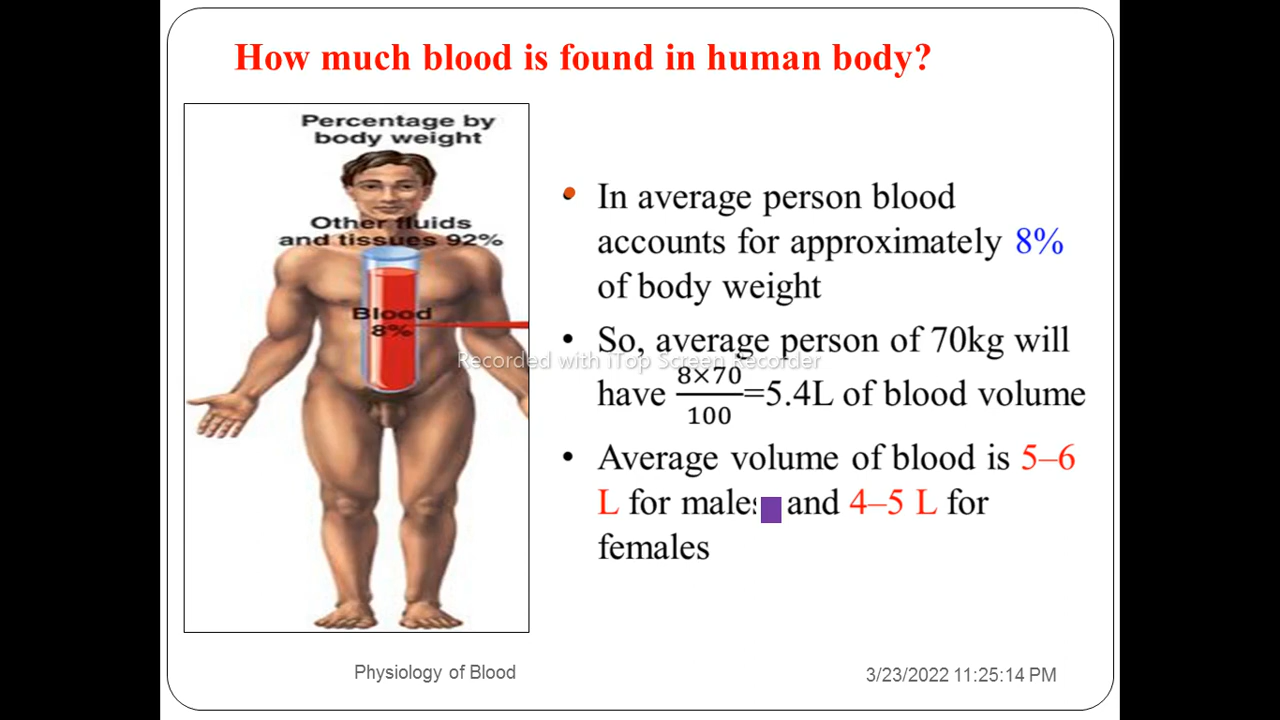 How much blood is found in human body?
Percentage by
body weight
Other fluids
and tissues 92%
Blood
8%
• In average person blood
accounts for approximately 8%
of body weight
• So, average person of 70kg will
have 8×70/100=5.4L of blood volume
• Average volume of blood is 5–6
L for males and 4–5 L for
females
Recorded with iTop Screen Recorder
Physiology of Blood
3/23/2022 11:25:14 PM